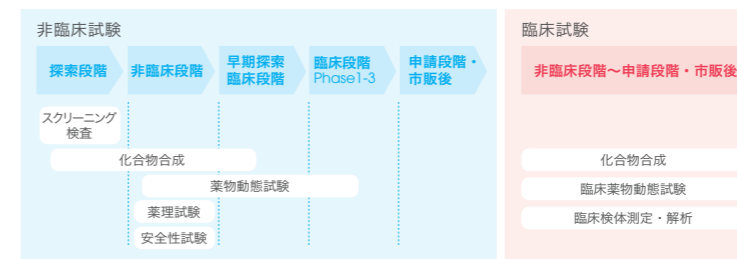 非臨床試験
探索段階
非臨床段階
早期探索
臨床段階
臨床段階
Phase1-3
申請段階・
市販後
スクリーニング
検査
化合物合成
薬物動態試験
薬理試験
安全性試験
臨床試験
非臨床段階～申請段階・市販後
化合物合成
臨床薬物動態試験
臨床検体測定・解析